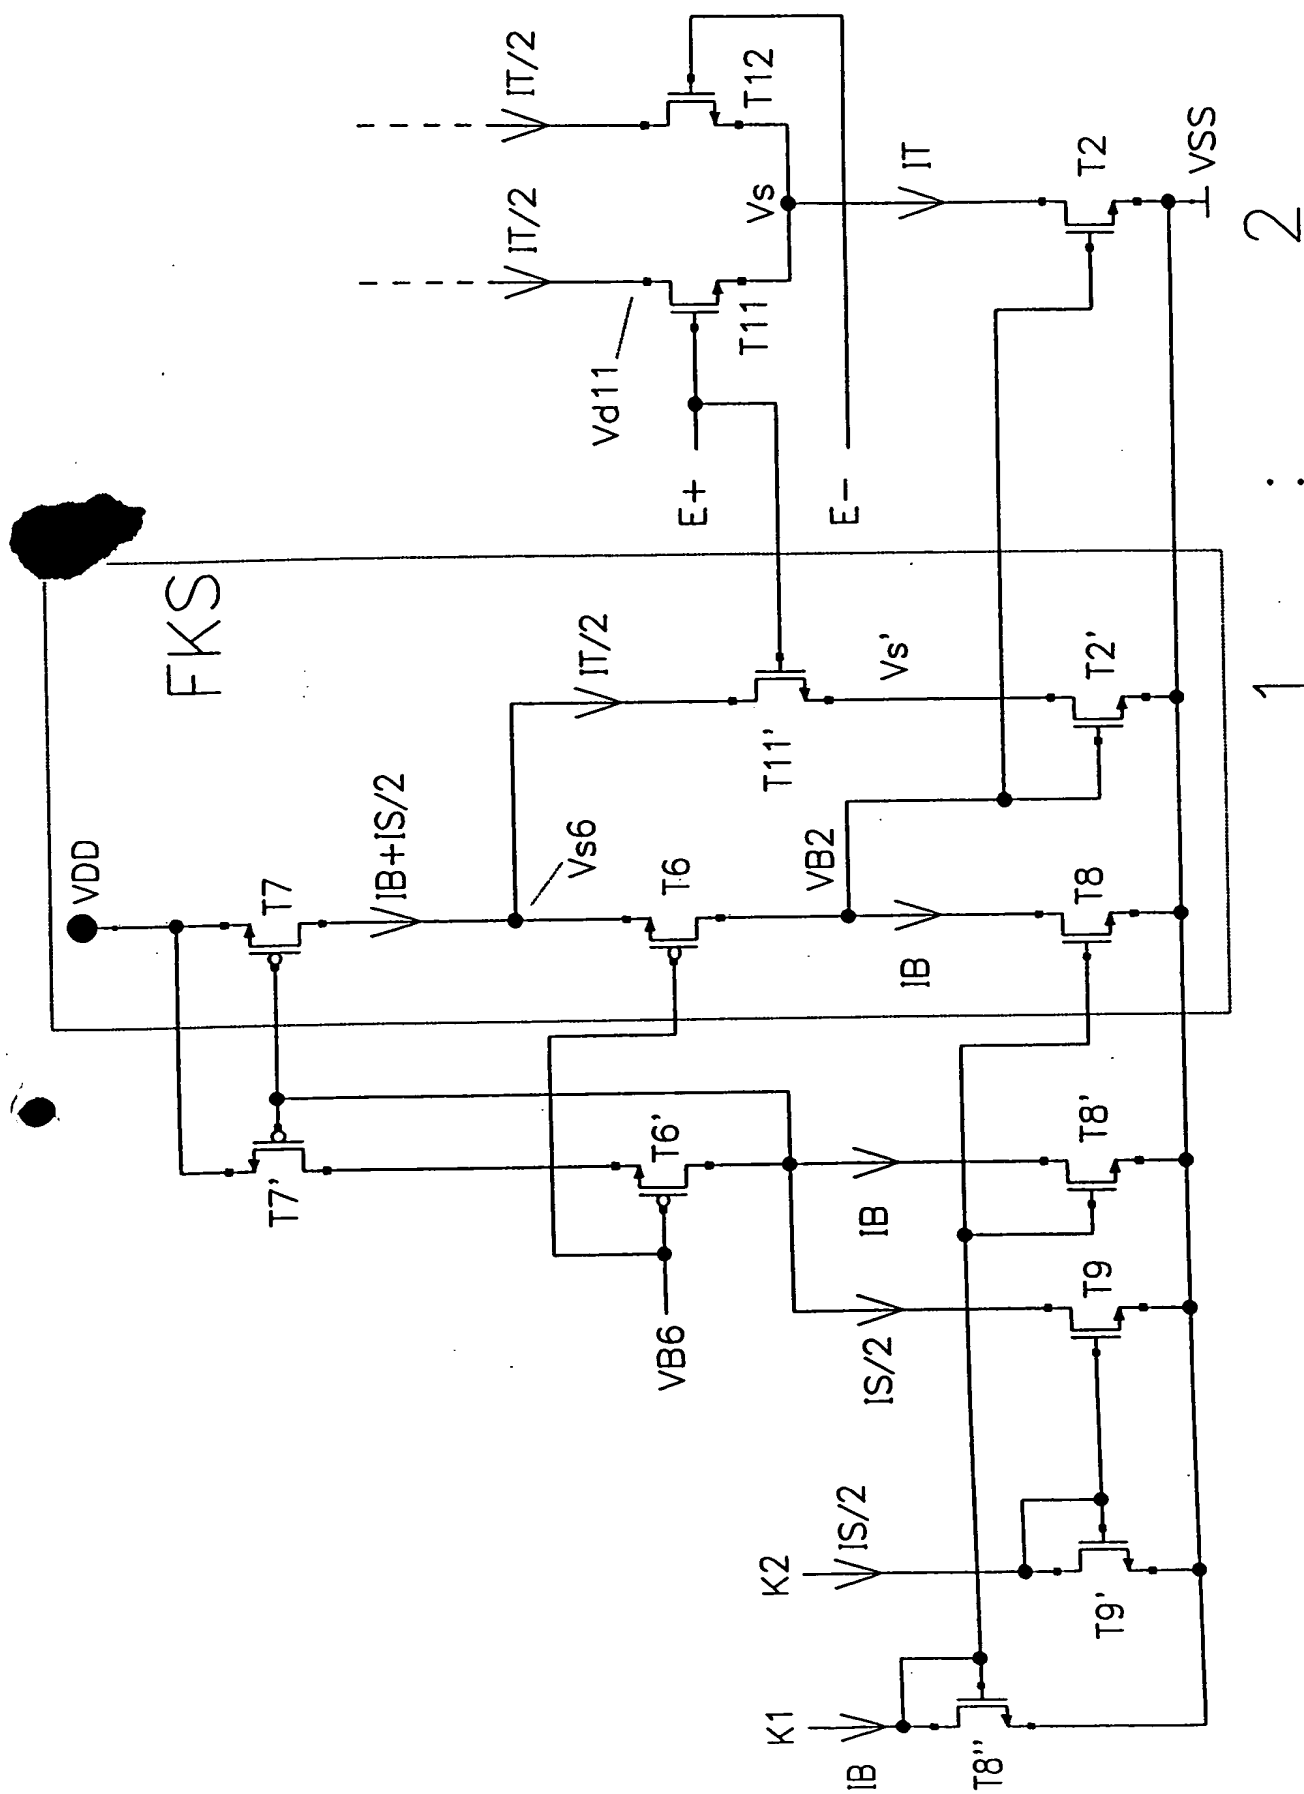 FKS
VDD
T7'
T7
IB+IS/2
Vs6
IT/2
Vd11
IT/2
IT/2
VB6
T6'
T6
T11'
E+
E-
T11
T12
Vs
K1
IB
K2
IS/2
IS/2
IB
IB
VB2
Vs'
IT
T8''
T9'
T9
T8'
T8
T2'
T2
VSS
1 : 2